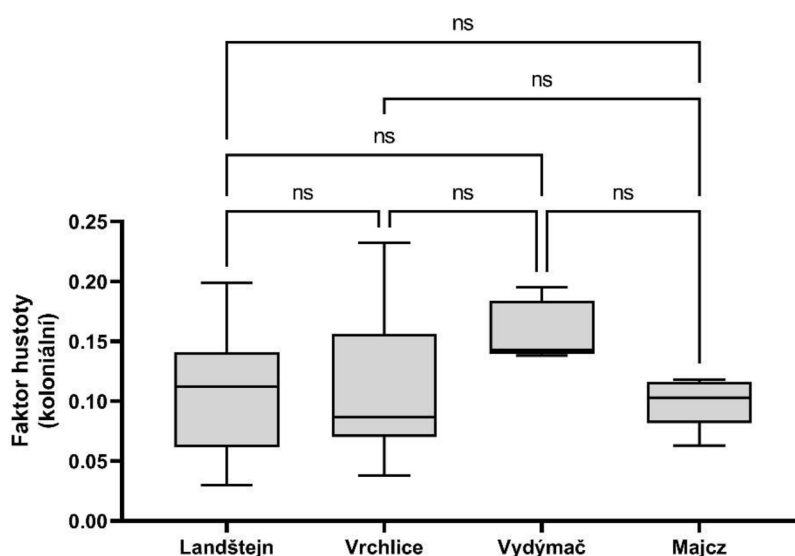 ns
ns
ns
ns
ns
ns
0.25
0.20
0.15
0.10
0.05
0.00
Faktor hustoty
(koloniální)
Landštejn
Vrchlice
Vydýmač
Majcz